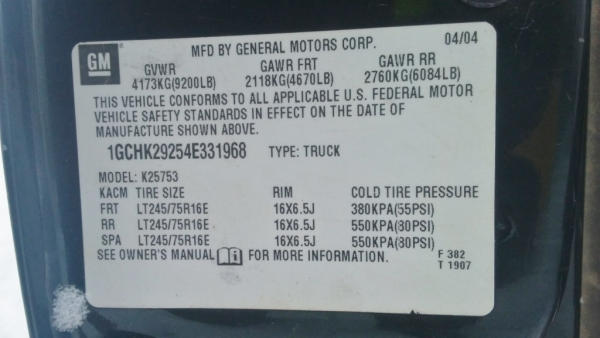 GM
MFD BY GENERAL MOTORS CORP. 04/04
GVWR GAWR FRT GAWR RR
4173KG(9200LB) 2118KG(4670LB) 2760KG(6084LB)
THIS VEHICLE CONFORMS TO ALL APPLICABLE U.S. FEDERAL MOTOR
VEHICLE SAFETY STANDARDS IN EFFECT ON THE DATE OF
MANUFACTURE SHOWN ABOVE.
1GCHK29254E331968 TYPE: TRUCK
MODEL: K25753
KACM TIRE SIZE RIM COLD TIRE PRESSURE
FRT LT245/75R16E 16X6.5J 380KPA(55PSI)
RR LT245/75R16E 16X6.5J 550KPA(80PSI)
SPA LT245/75R16E 16X6.5J 550KPA(80PSI)
SEE OWNER'S MANUAL FOR MORE INFORMATION. F 382
T 1907